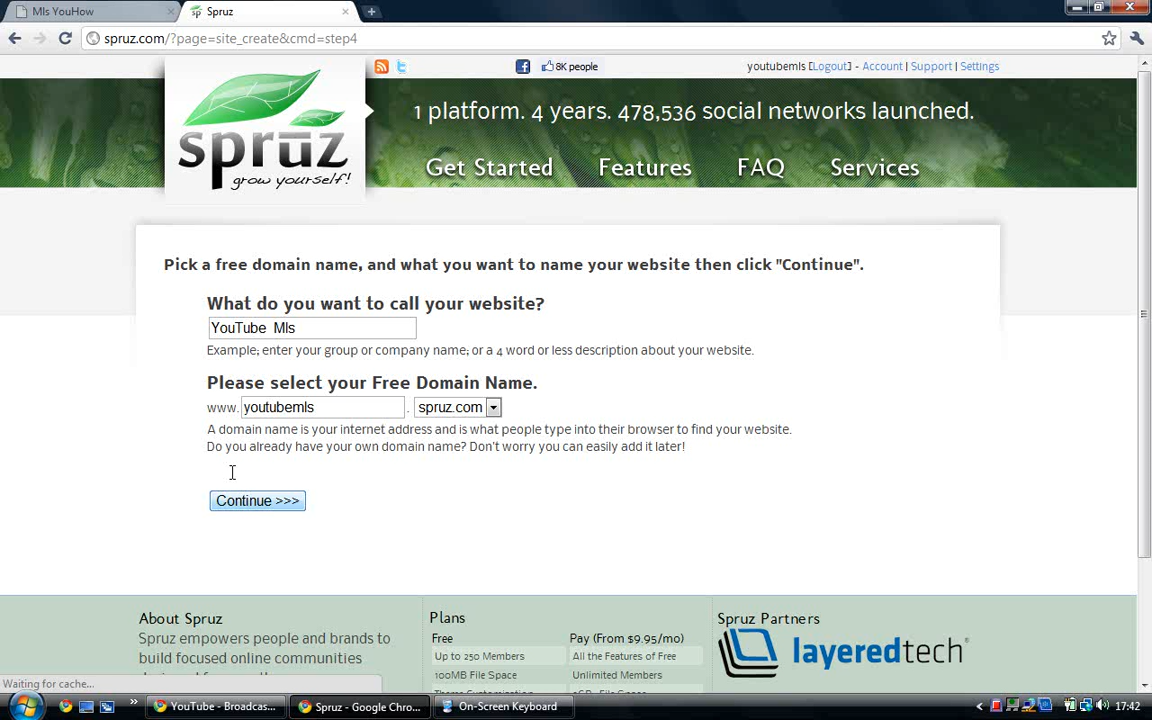 Mls YouHow
Spruz
spruz.com/?page=site_create&cmd=step4
8K people
youtubemls [Logout] - Account | Support | Settings
spruz
grow yourself!
1 platform. 4 years. 478,536 social networks launched.
Get Started Features FAQ Services
Pick a free domain name, and what you want to name your website then click "Continue".
What do you want to call your website?
YouTube Mls
Example; enter your group or company name; or a 4 word or less description about your website.
Please select your Free Domain Name.
www. youtubemls . spruz.com
A domain name is your internet address and is what people type into their browser to find your website.
Do you already have your own domain name? Don't worry you can easily add it later!
Continue >>>
About Spruz
Spruz empowers people and brands to
build focused online communities
Plans
Free Pay (From $9.95/mo)
Up to 250 Members All the Features of Free
100MB File Space Unlimited Members
Spruz Partners
layeredtech
Waiting for cache...
YouTube - Broadcas...
Spruz - Google Chro...
On-Screen Keyboard
17:42